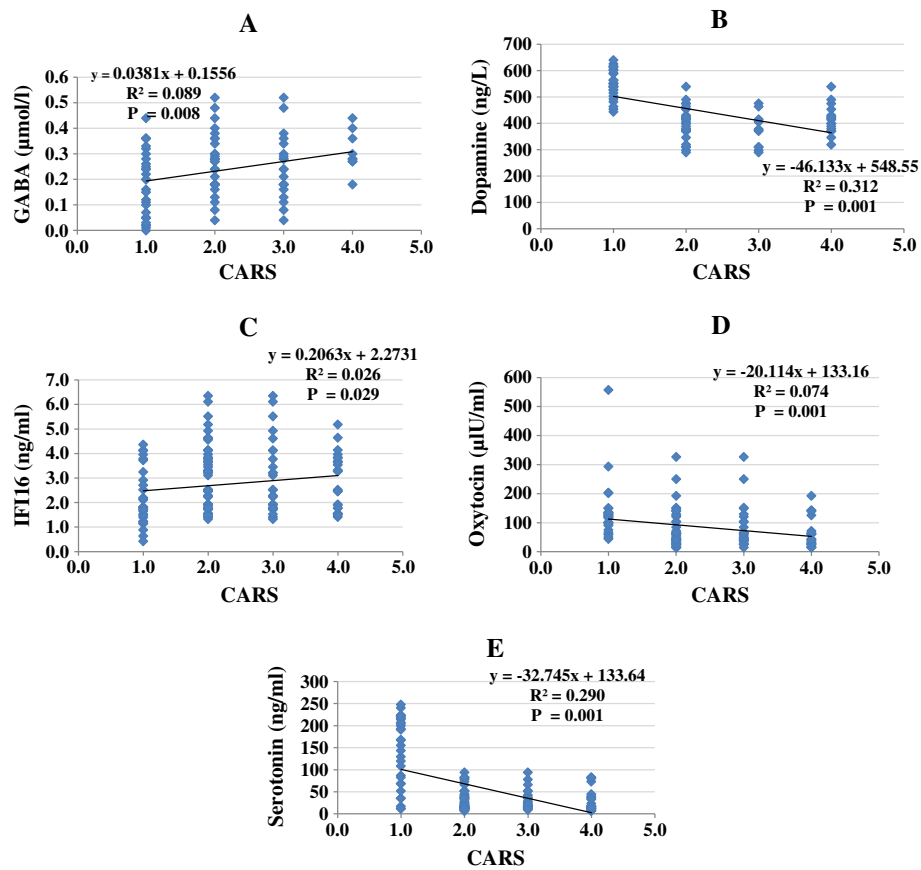 A
y = 0.0381x + 0.1556
R² = 0.089
P = 0.008
GABA (µmol/l)
0.6
0.5
0.4
0.3
0.2
0.1
0.0
0.0 1.0 2.0 3.0 4.0 5.0
CARS
B
Dopamine (ng/L)
700
600
500
400
300
200
100
0
y = -46.133x + 548.55
R² = 0.312
P = 0.001
0.0 1.0 2.0 3.0 4.0 5.0
CARS
C
y = 0.2063x + 2.2731
R² = 0.026
P = 0.029
IFI16 (ng/ml)
7.0
6.0
5.0
4.0
3.0
2.0
1.0
0.0
0.0 1.0 2.0 3.0 4.0 5.0
CARS
D
y = -20.114x + 133.16
R² = 0.074
P = 0.001
Oxytocin (µIU/ml)
600
500
400
300
200
100
0
0.0 1.0 2.0 3.0 4.0 5.0
CARS
E
y = -32.745x + 133.64
R² = 0.290
P = 0.001
Serotonin (ng/ml)
300
250
200
150
100
50
0
0.0 1.0 2.0 3.0 4.0 5.0
CARS